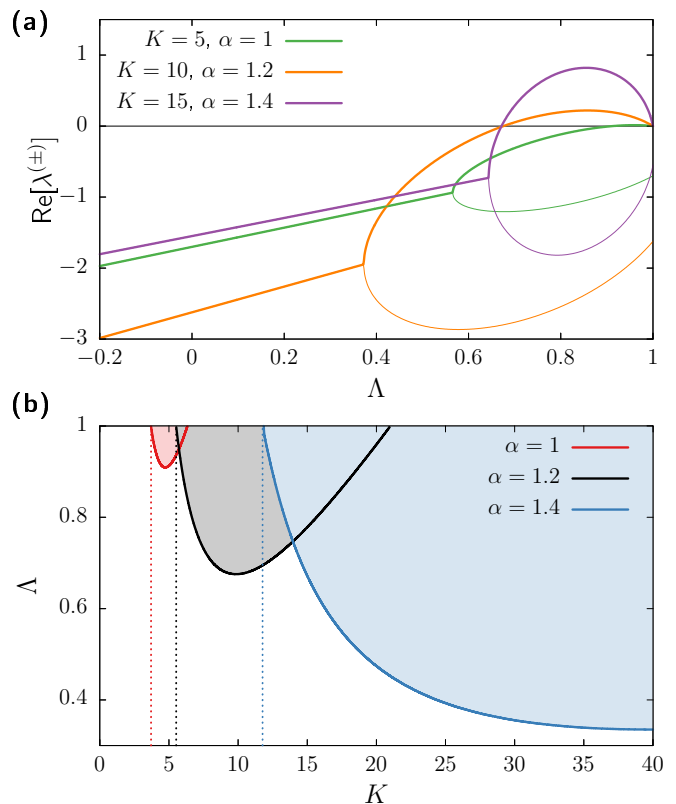 (a)
K = 5, α = 1
K = 10, α = 1.2
K = 15, α = 1.4
Re[λ^(±)]
1
0
−1
−2
−3
−0.2 0 0.2 0.4 0.6 0.8 1
Λ
(b)
α = 1
α = 1.2
α = 1.4
Λ
1
0.8
0.6
0.4
0 5 10 15 20 25 30 35 40
K